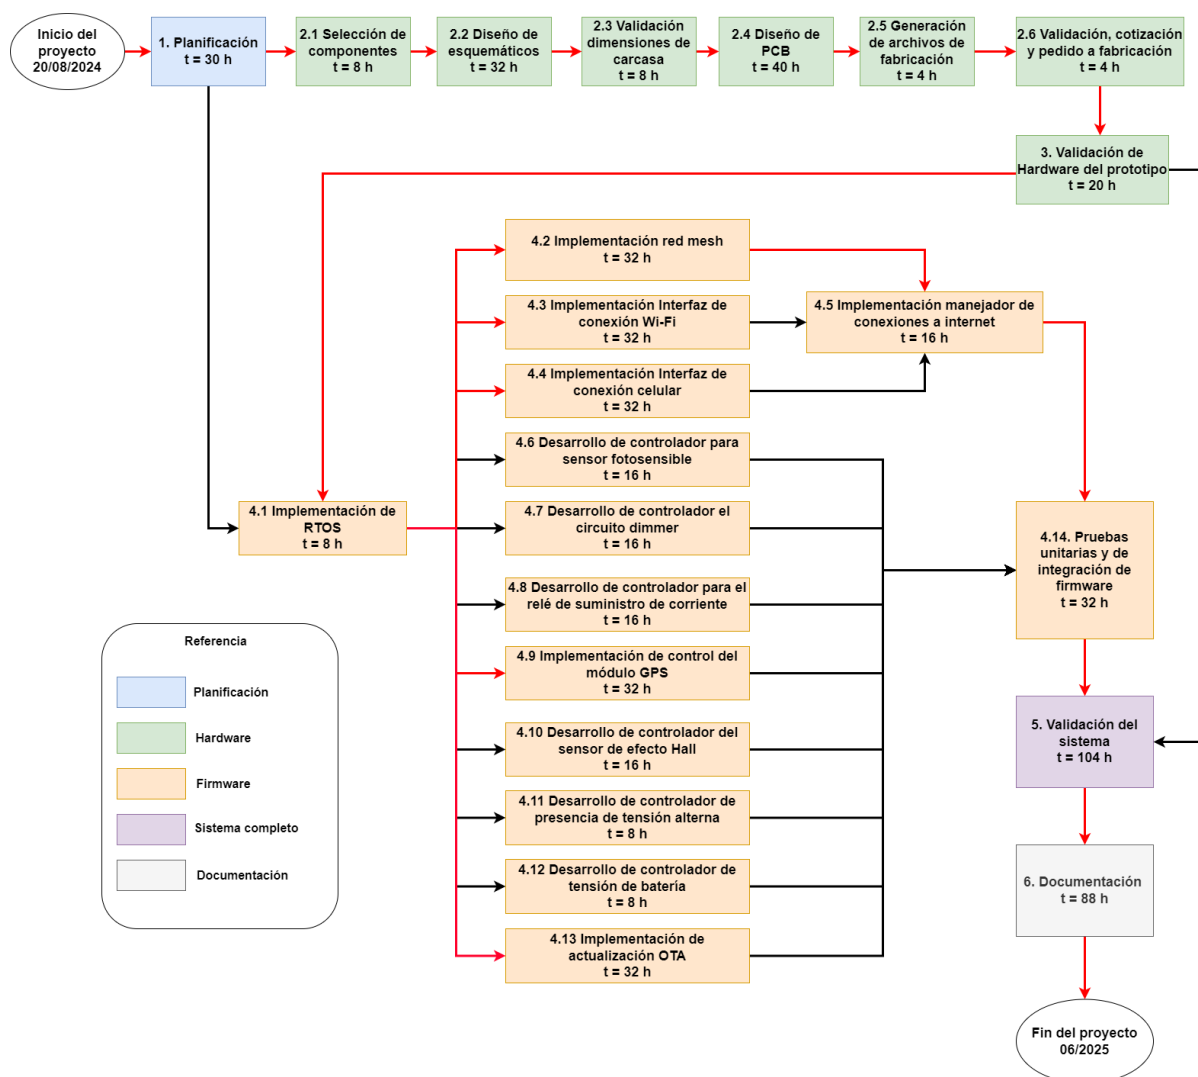 Inicio del
proyecto
20/08/2024
1. Planificación
t = 30 h
2.1 Selección de
componentes
t = 8 h
2.2 Diseño de
esquemáticos
t = 32 h
2.3 Validación
dimensiones de
carcasa
t = 8 h
2.4 Diseño de
PCB
t = 40 h
2.5 Generación
de archivos de
fabricación
t = 4 h
2.6 Validación, cotización
y pedido a fabricación
t = 4 h
3. Validación de
Hardware del prototipo
t = 20 h
4.2 Implementación red mesh
t = 32 h
4.3 Implementación Interfaz de
conexión Wi-Fi
t = 32 h
4.5 Implementación manejador de
conexiones a internet
t = 16 h
4.4 Implementación Interfaz de
conexión celular
t = 32 h
4.6 Desarrollo de controlador para
sensor fotosensible
t = 16 h
4.1 Implementación de
RTOS
t = 8 h
4.7 Desarrollo de controlador el
circuito dimmer
t = 16 h
4.14. Pruebas
unitarias y de
integración de
firmware
t = 32 h
4.8 Desarrollo de controlador para el
relé de suministro de corriente
t = 16 h
4.9 Implementación de control del
módulo GPS
t = 32 h
4.10 Desarrollo de controlador del
sensor de efecto Hall
t = 16 h
5. Validación del
sistema
t = 104 h
4.11 Desarrollo de controlador de
presencia de tensión alterna
t = 8 h
4.12 Desarrollo de controlador de
tensión de batería
t = 8 h
6. Documentación
t = 88 h
4.13 Implementación de
actualización OTA
t = 32 h
Fin del proyecto
06/2025
Referencia
Planificación
Hardware
Firmware
Sistema completo
Documentación